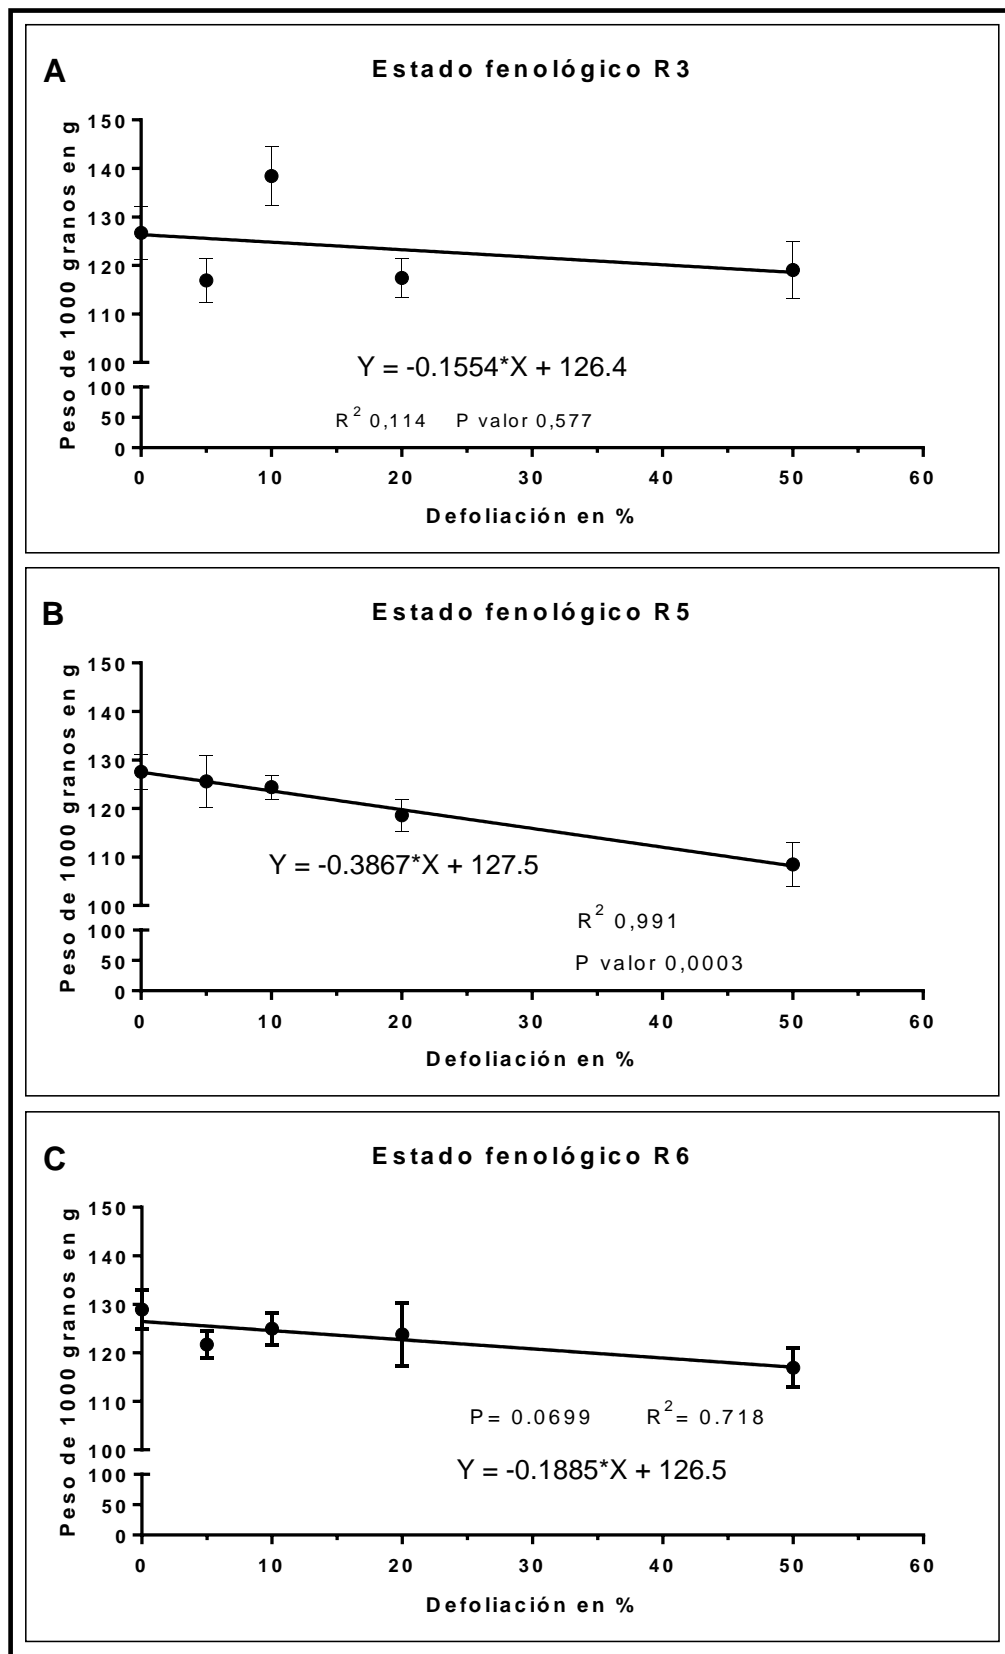 A
Estado fenológico R3
Peso de 1000 granos en g
150
140
130
120
110
100
100
50
0
Y = -0.1554*X + 126.4
R2 0,114 P valor 0,577
0 10 20 30 40 50 60
Defoliación en %
B
Estado fenológico R5
Peso de 1000 granos en g
150
140
130
120
110
100
100
50
0
Y = -0.3867*X + 127.5
R2 0,991
P valor 0,0003
0 10 20 30 40 50 60
Defoliación en %
C
Estado fenológico R6
Peso de 1000 granos en g
150
140
130
120
110
100
100
50
0
P= 0.0699 R2= 0.718
Y = -0.1885*X + 126.5
0 10 20 30 40 50 60
Defoliación en %